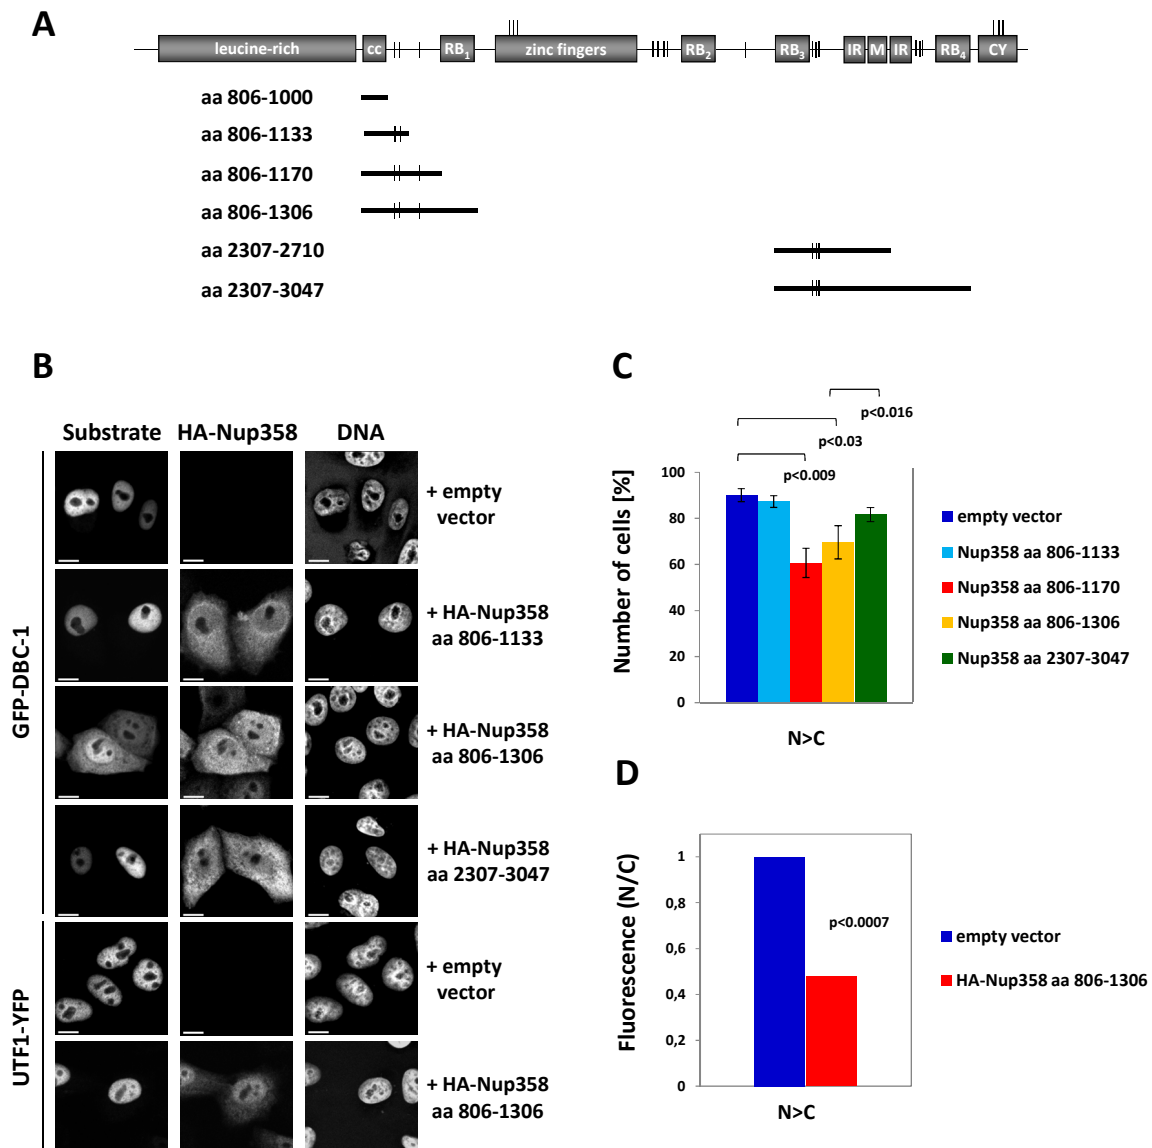 A
leucine-rich cc RB1 zinc fingers RB2 RB3 IR M IR RB4 CY
aa 806-1000
aa 806-1133
aa 806-1170
aa 806-1306
aa 2307-2710
aa 2307-3047
B
Substrate HA-Nup358 DNA
GFP-DBC-1
+ empty
vector
+ HA-Nup358
aa 806-1133
+ HA-Nup358
aa 806-1306
+ HA-Nup358
aa 2307-3047
UTF1-YFP
+ empty
vector
+ HA-Nup358
aa 806-1306
C
p<0.016
p<0.03
p<0.009
Number of cells [%]
100
80
60
40
20
0
N>C
empty vector
Nup358 aa 806-1133
Nup358 aa 806-1170
Nup358 aa 806-1306
Nup358 aa 2307-3047
D
Fluorescence (N/C)
1
0,8
0,6
0,4
0,2
0
p<0.0007
N>C
empty vector
HA-Nup358 aa 806-1306